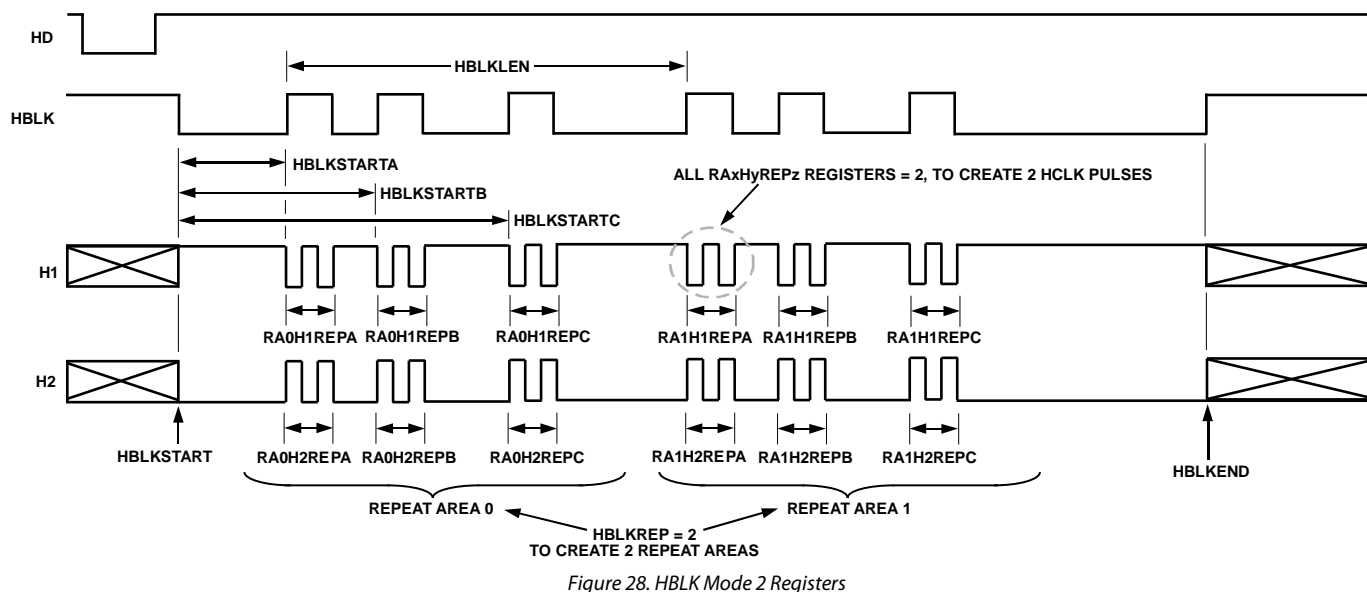 HD
HBLKLEN
HBLK
HBLKSTARTA
HBLKSTARTB
HBLKSTARTC
ALL RAxHyREPz REGISTERS = 2, TO CREATE 2 HCLK PULSES
H1
RA0H1REPA RA0H1REPB RA0H1REPC RA1H1REPA RA1H1REPB RA1H1REPC
H2
HBLKSTART
RA0H2REPA RA0H2REPB RA0H2REPC RA1H2REPA RA1H2REPB RA1H2REPC
HBLKEND
REPEAT AREA 0 REPEAT AREA 1
HBLKREP = 2
TO CREATE 2 REPEAT AREAS
Figure 28. HBLK Mode 2 Registers